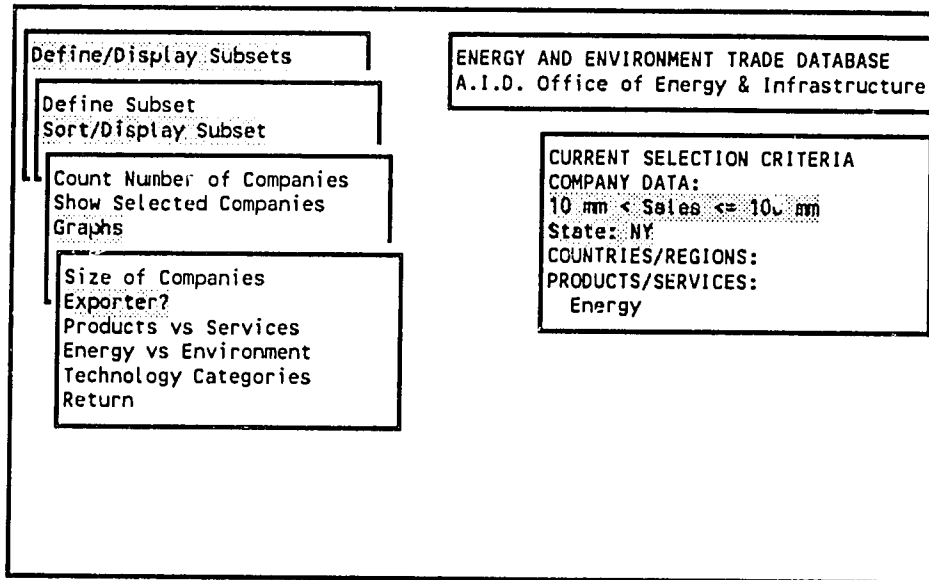 Define/Display Subsets
Define Subset
Sort/Display Subset
Count Number of Companies
Show Selected Companies
Graphs
Size of Companies
Exporter?
Products vs Services
Energy vs Environment
Technology Categories
Return
ENERGY AND ENVIRONMENT TRADE DATABASE
A.I.D. Office of Energy & Infrastructure
CURRENT SELECTION CRITERIA
COMPANY DATA:
10 mm < Sales <= 100 mm
State: NY
COUNTRIES/REGIONS:
PRODUCTS/SERVICES:
Energy